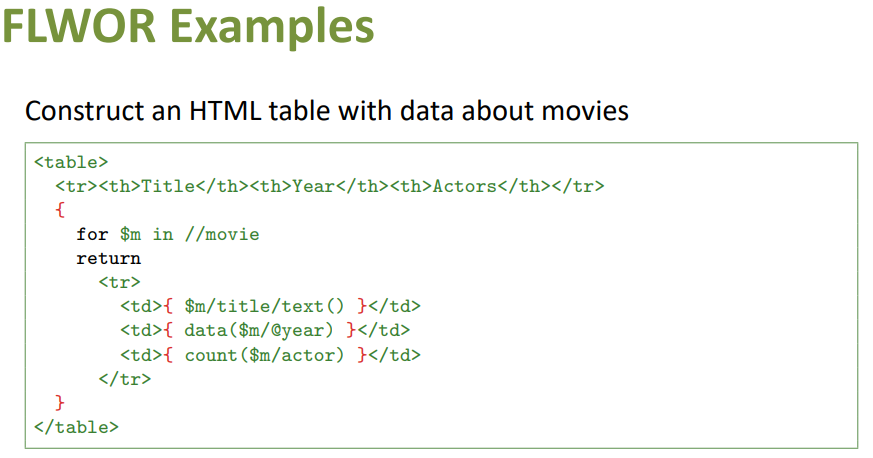 FLWOR Examples
Construct an HTML table with data about movies
<table>
<tr><th>Title</th><th>Year</th><th>Actors</th></tr>
{
for $m in //movie
return
<tr>
<td>{ $m/title/text() }</td>
<td>{ data($m/@year) }</td>
<td>{ count($m/actor) }</td>
</tr>
}
</table>